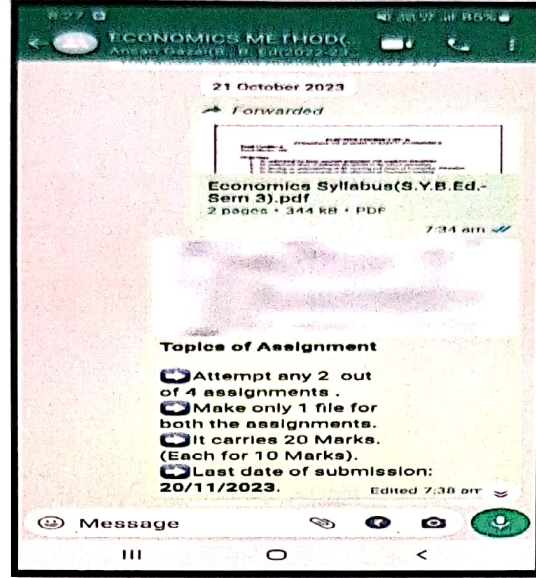 8:27
85%
ECONOMICS METHOD(...
21 October 2023
Forwarded
Economics Syllabus(S.Y.B.Ed.-
Sem 3).pdf
2 pages • 344 kB • PDF
7:34 am
Topics of Assignment
Attempt any 2 out
of 4 assignments .
Make only 1 file for
both the assignments.
It carries 20 Marks.
(Each for 10 Marks).
Last date of submission:
20/11/2023.
Edited 7:38 am
Message